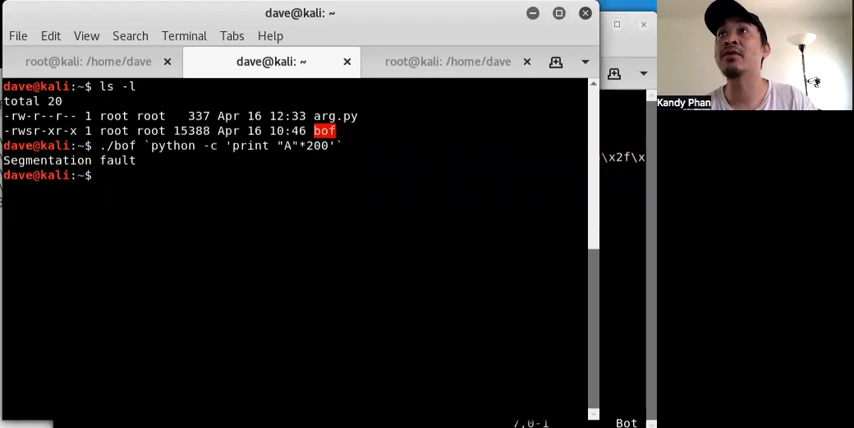 dave@kali: ~
File Edit View Search Terminal Tabs Help
root@kali: /home/dave × dave@kali: ~ × root@kali: /home/dave ×
dave@kali:~$ ls -l
total 20
-rw-r--r-- 1 root root   337 Apr 16 12:33 arg.py
-rwsr-xr-x 1 root root 15388 Apr 16 10:46 bof
dave@kali:~$ ./bof `python -c 'print "A"*200'`
Segmentation fault
dave@kali:~$
\x2f\x
7,0-1 Bot
Kandy Phan